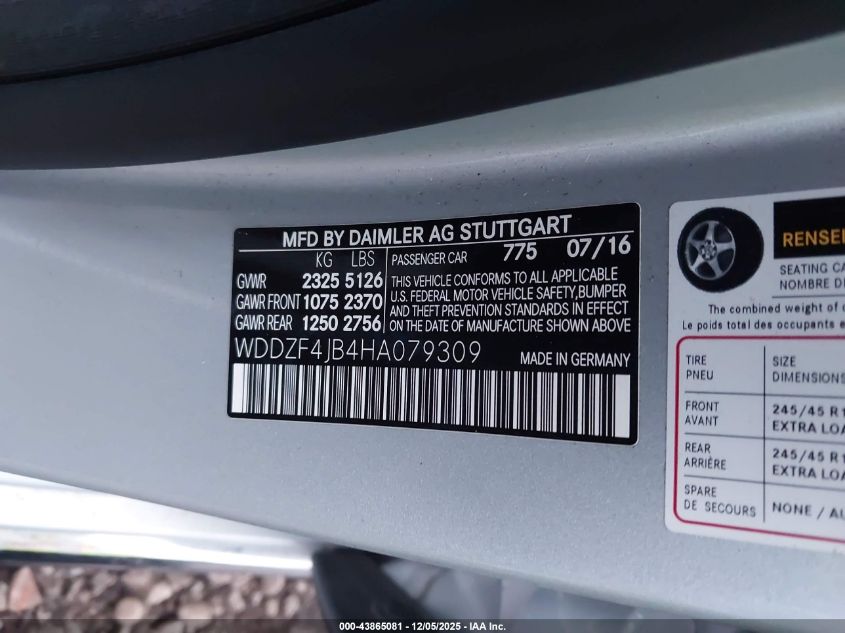 MFD BY DAIMLER AG STUTTGART
KG LBS
GVWR 2325 5126
GAWR FRONT 1075 2370
GAWR REAR 1250 2756
PASSENGER CAR 775 07/16
THIS VEHICLE CONFORMS TO ALL APPLICABLE
U.S. FEDERAL MOTOR VEHICLE SAFETY,BUMPER
AND THEFT PREVENTION STANDARDS IN EFFECT
ON THE DATE OF MANUFACTURE SHOWN ABOVE
WDDZF4JB4HA079309 MADE IN GERMANY
RENSE
SEATING CA
NOMBRE D
The combined weight of
Le poids total des occupants e
TIRE
PNEU
SIZE
DIMENSIONS
FRONT
AVANT
245/45 R1
EXTRA LOA
REAR
ARRIÈRE
245/45 R1
EXTRA LOA
SPARE
DE SECOURS
NONE / AU
000-43865081 - 12/05/2025 - IAA Inc.